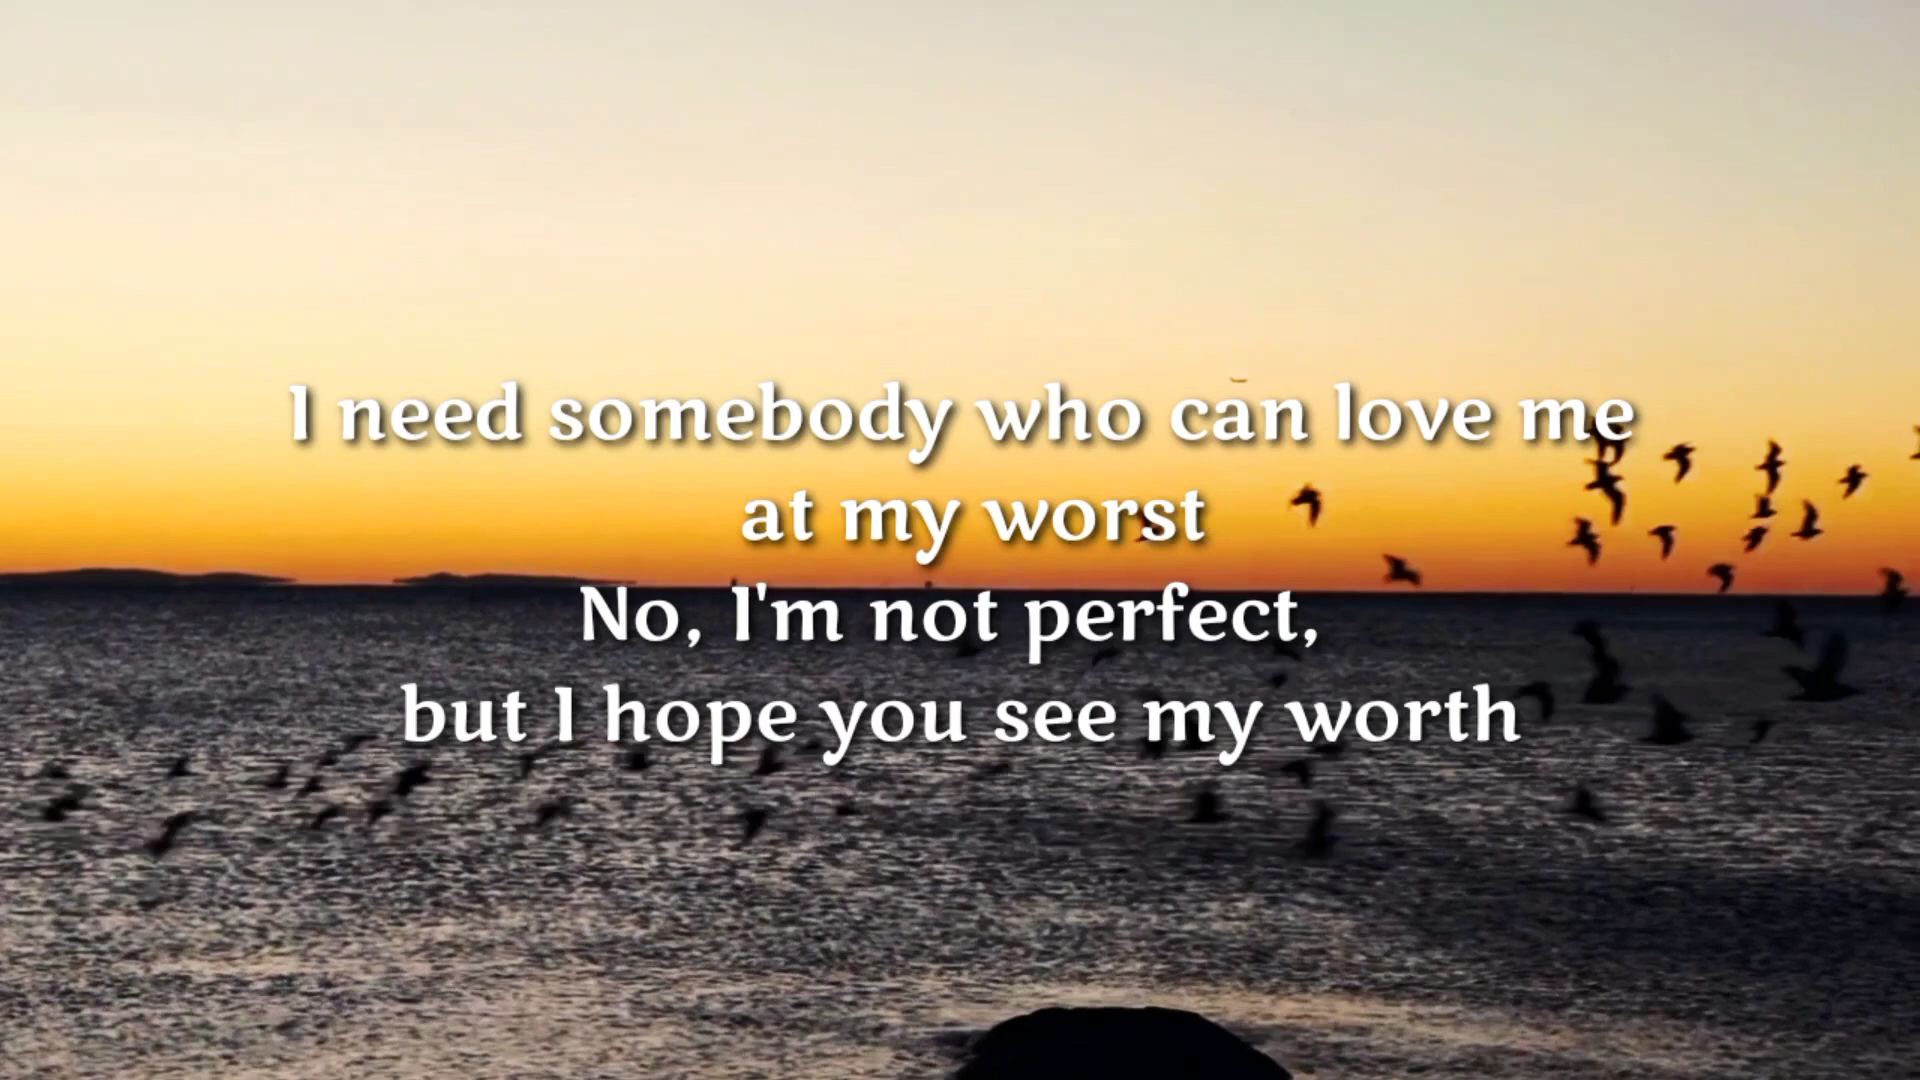 I need somebody who can love me
at my worst
No, I'm not perfect,
but I hope you see my worth